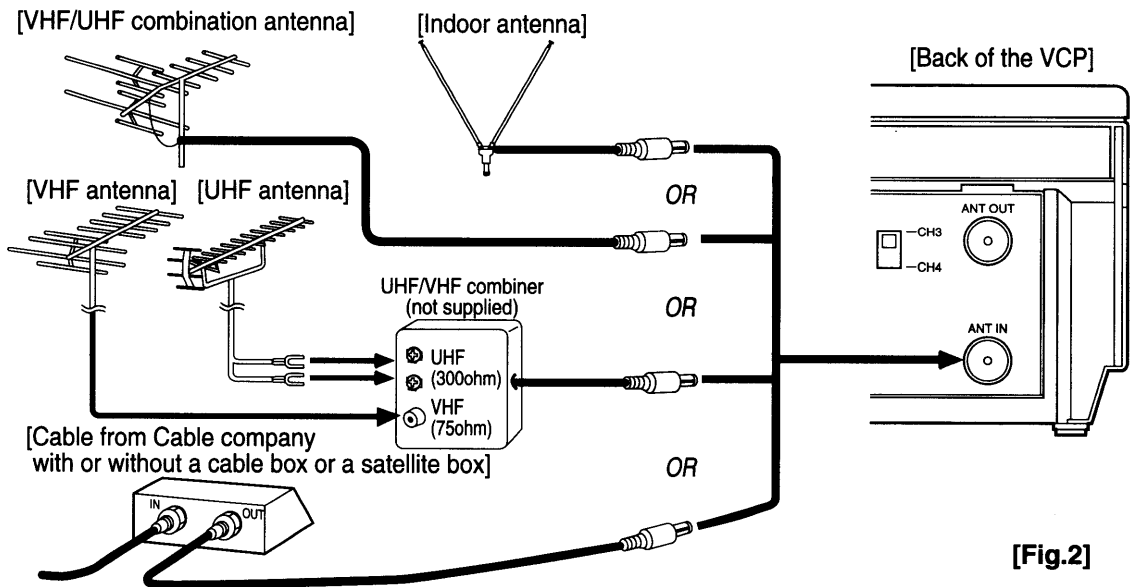 [VHF/UHF combination antenna]
[Indoor antenna]
[Back of the VCP]
[VHF antenna]
[UHF antenna]
OR
ANT OUT
–CH3
–CH4
UHF/VHF combiner
(not supplied)
OR
ANT IN
UHF
(300ohm)
VHF
(75ohm)
[Cable from Cable company
with or without a cable box or a satellite box]
OR
IN
OUT
[Fig.2]